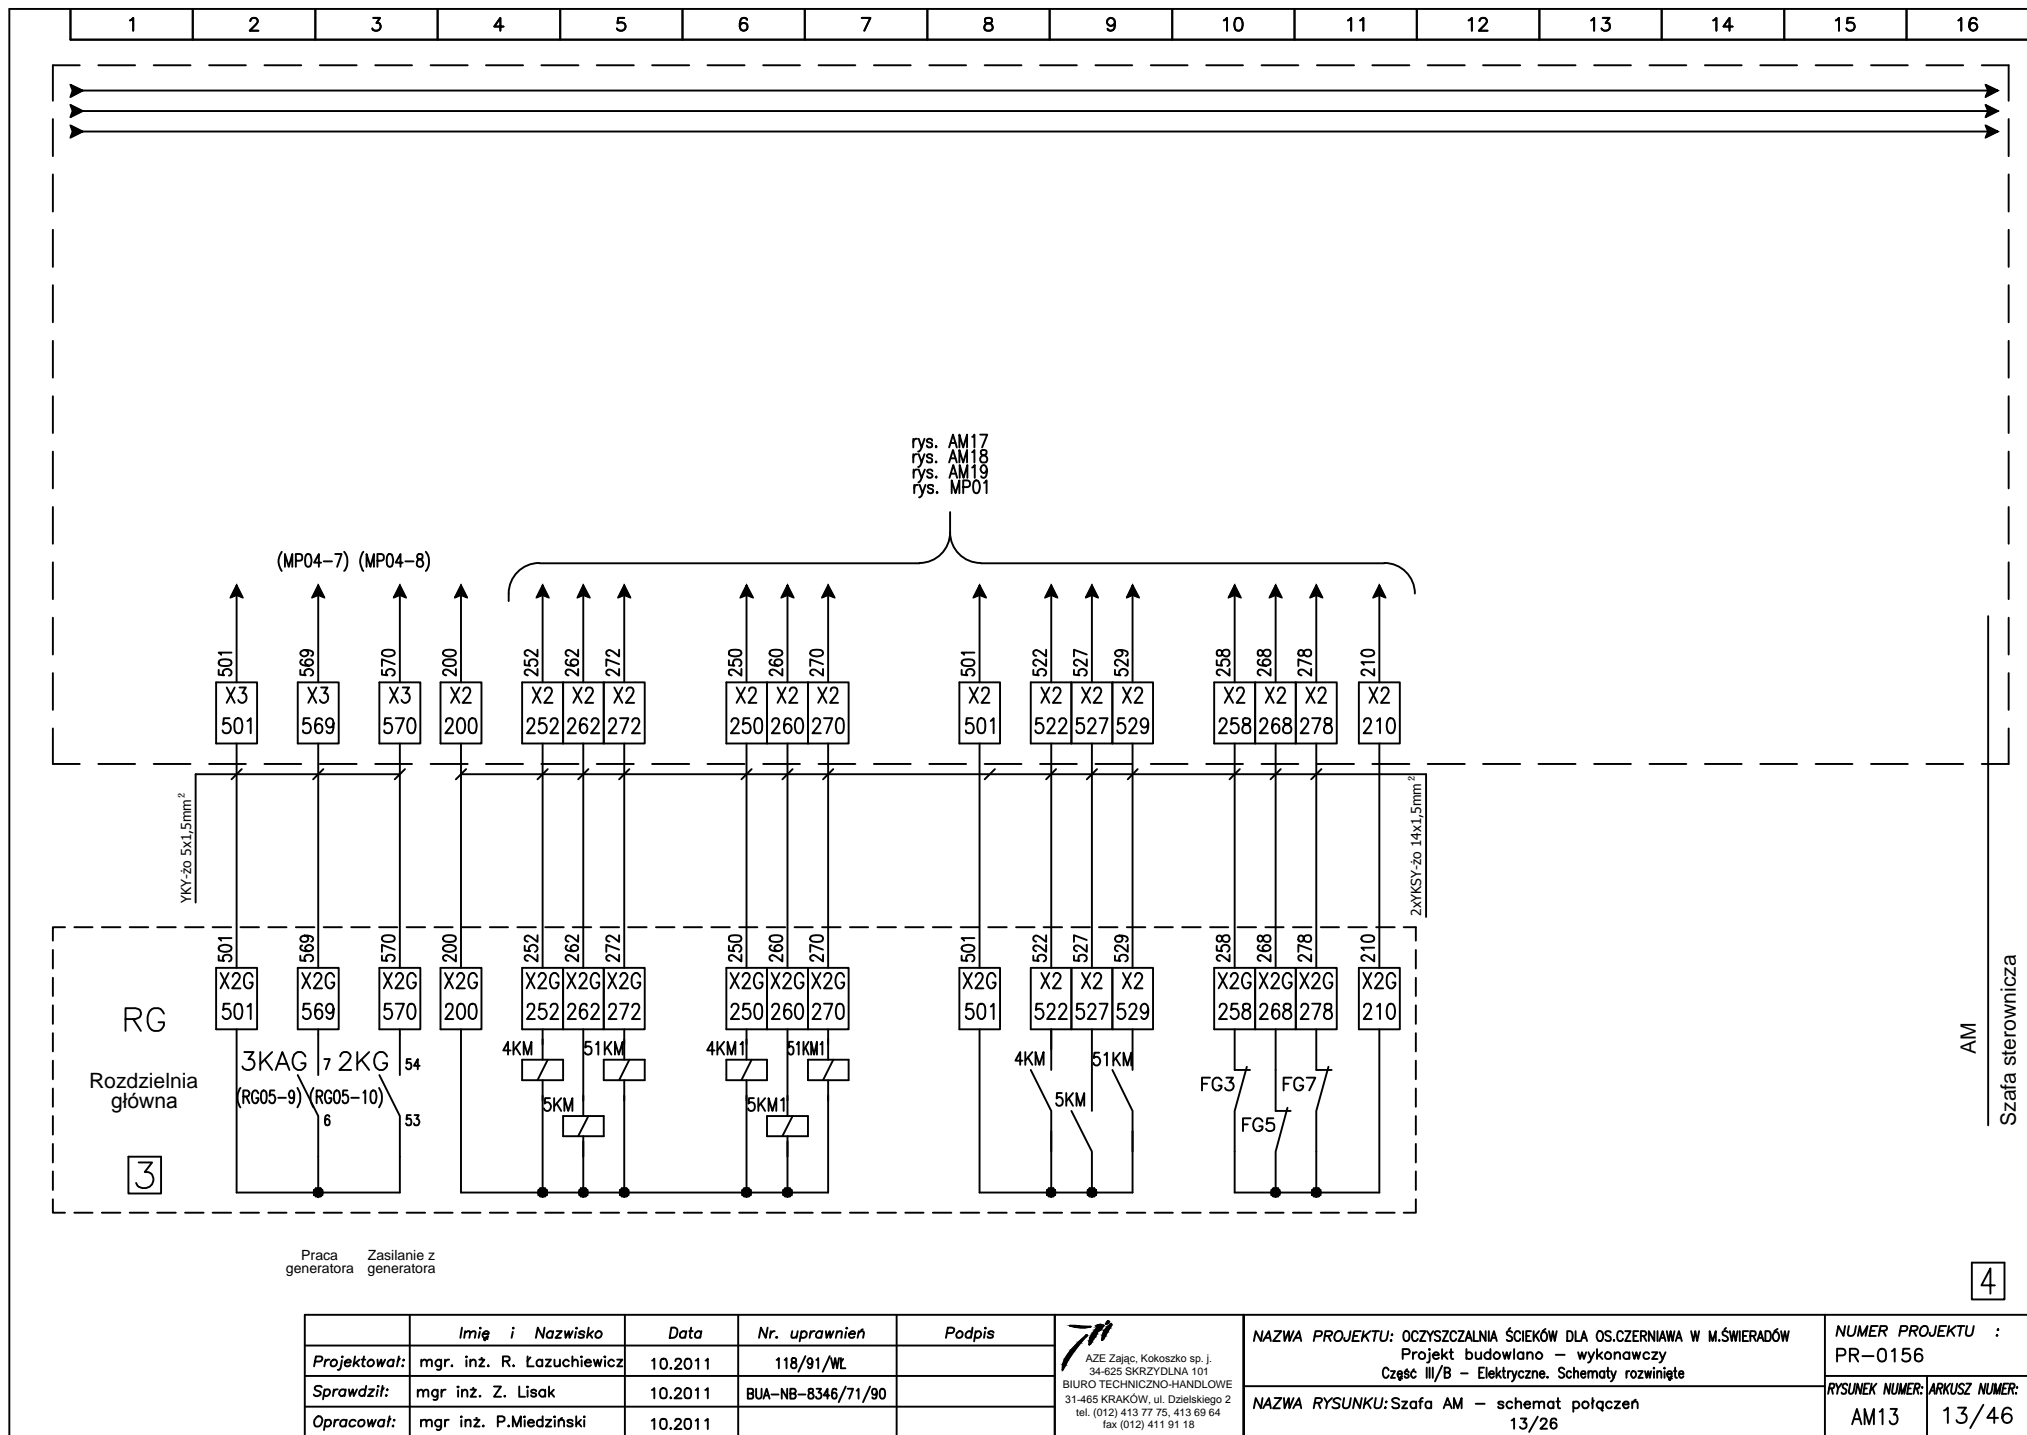 1 2 3 4 5 6 7 8 9 10 11 12 13 14 15 16
rys. AM17
rys. AM18
rys. AM19
rys. MP01
(MP04-7) (MP04-8)
501 569 570 200 252 262 272 250 260 270 501 522 527 529 258 268 278 210
X3 X3 X3 X2 X2 X2 X2 X2 X2 X2 X2 X2 X2 X2 X2 X2 X2 X2
501 569 570 200 252 262 272 250 260 270 501 522 527 529 258 268 278 210
YKY-żo 5x1,5mm²
2xYKSY-żo 14x1,5mm²
501 569 570 200 252 262 272 250 260 270 501 522 527 529 258 268 278 210
X2G X2G X2G X2G X2G X2G X2G X2G X2G X2G X2G X2 X2 X2 X2G X2G X2G X2G
501 569 570 200 252 262 272 250 260 270 501 522 527 529 258 268 278 210
RG
Rozdzielnia
główna
3
3KAG 7 2KG 54
(RG05-9) (RG05-10)
6 53
4KM 51KM 4KM1 51KM1 4KM 51KM
5KM 5KM1 5KM
FG3 FG7
FG5
AM
Szafa sterownicza
Praca
generatora
Zasilanie z
generatora
4
Imię i Nazwisko Data Nr. uprawnień Podpis
Projektował: mgr. inż. R. Łazuchiewicz 10.2011 118/91/WŁ
Sprawdził: mgr inż. Z. Lisak 10.2011 BUA-NB-8346/71/90
Opracował: mgr inż. P.Miedziński 10.2011
AZE Zając, Kokoszko sp. j.
34-625 SKRZYDLNA 101
BIURO TECHNICZNO-HANDLOWE
31-465 KRAKÓW, ul. Dzielskiego 2
tel. (012) 413 77 75, 413 69 64
fax (012) 411 91 18
NAZWA PROJEKTU: OCZYSZCZALNIA ŚCIEKÓW DLA OS.CZERNIAWA W M.ŚWIERADÓW
Projekt budowlano - wykonawczy
Część III/B - Elektryczne. Schematy rozwinięte
NAZWA RYSUNKU: Szafa AM - schemat połączeń
13/26
NUMER PROJEKTU :
PR-0156
RYSUNEK NUMER: ARKUSZ NUMER:
AM13 13/46